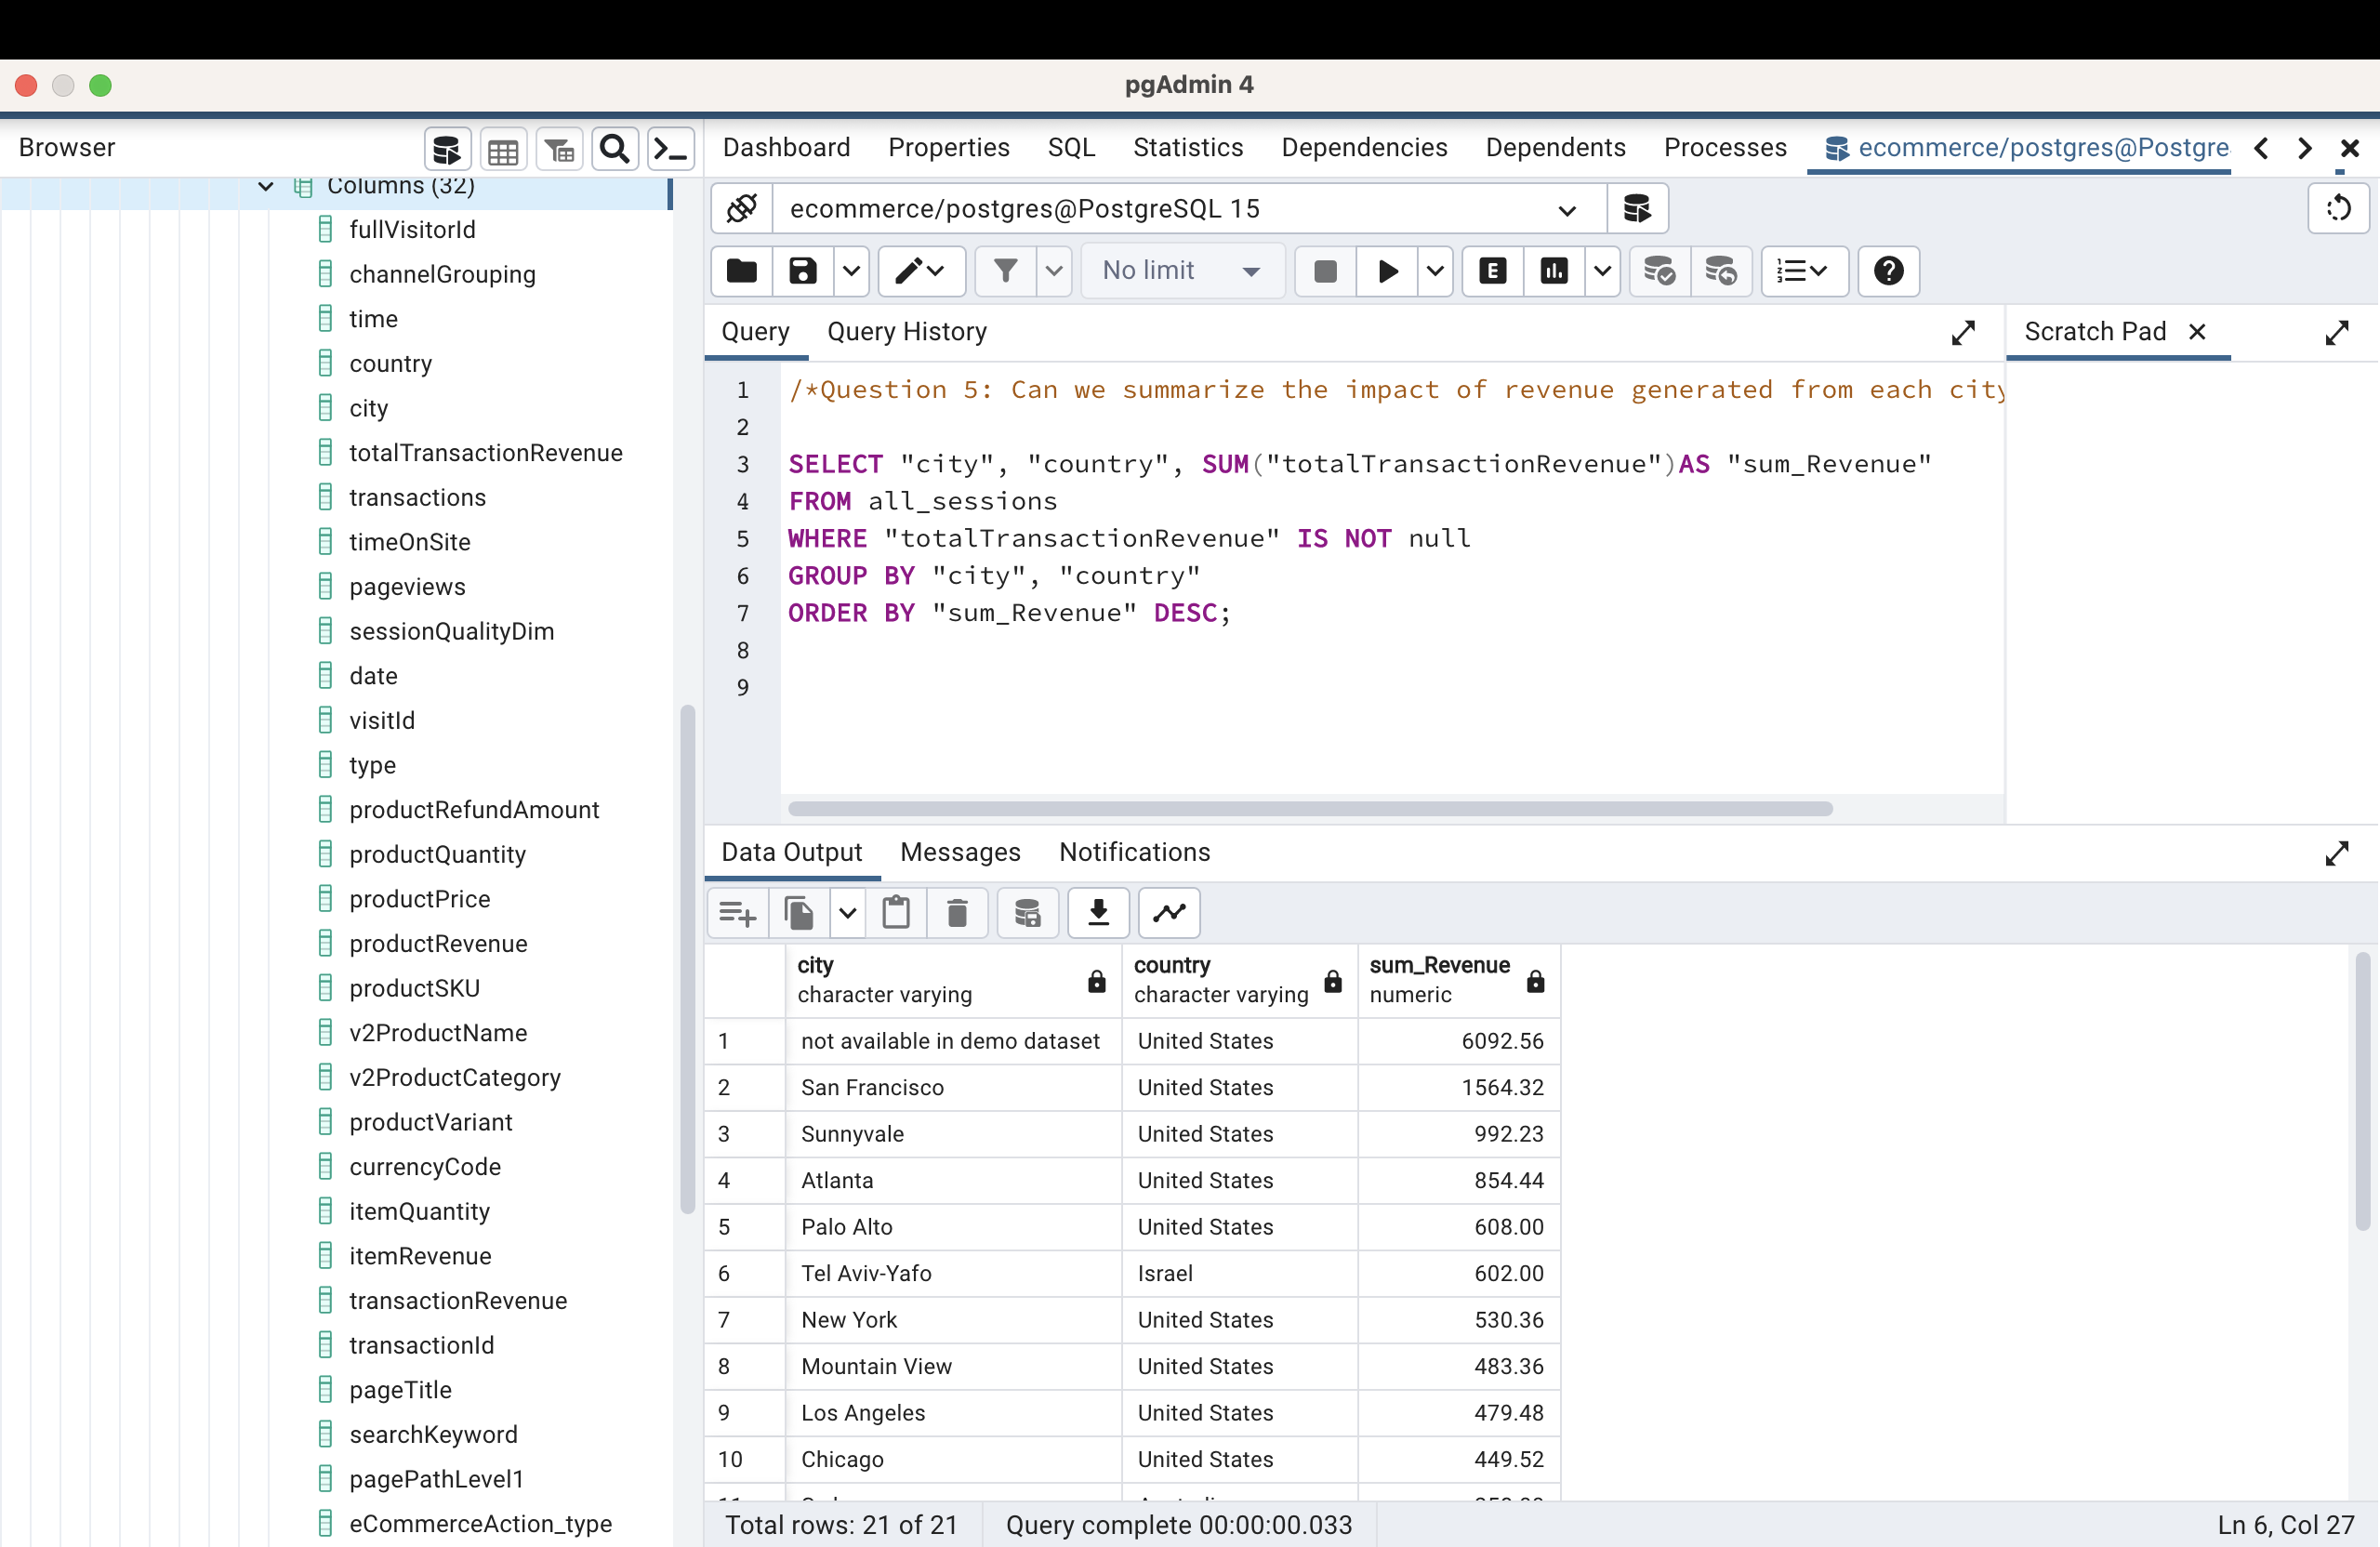 pgAdmin 4
Browser
Dashboard Properties SQL Statistics Dependencies Dependents Processes ecommerce/postgres@Postgre
Columns (32)
fullVisitorId
channelGrouping
time
country
city
totalTransactionRevenue
transactions
timeOnSite
pageviews
sessionQualityDim
date
visitId
type
productRefundAmount
productQuantity
productPrice
productRevenue
productSKU
v2ProductName
v2ProductCategory
productVariant
currencyCode
itemQuantity
itemRevenue
transactionRevenue
transactionId
pageTitle
searchKeyword
pagePathLevel1
eCommerceAction_type
ecommerce/postgres@PostgreSQL 15
No limit
Query Query History
Scratch Pad
1 /*Question 5: Can we summarize the impact of revenue generated from each city
2
3 SELECT "city", "country", SUM("totalTransactionRevenue")AS "sum_Revenue"
4 FROM all_sessions
5 WHERE "totalTransactionRevenue" IS NOT null
6 GROUP BY "city", "country"
7 ORDER BY "sum_Revenue" DESC;
8
9
Data Output Messages Notifications
city country sum_Revenue
character varying character varying numeric
1 not available in demo dataset United States 6092.56
2 San Francisco United States 1564.32
3 Sunnyvale United States 992.23
4 Atlanta United States 854.44
5 Palo Alto United States 608.00
6 Tel Aviv-Yafo Israel 602.00
7 New York United States 530.36
8 Mountain View United States 483.36
9 Los Angeles United States 479.48
10 Chicago United States 449.52
Total rows: 21 of 21 Query complete 00:00:00.033 Ln 6, Col 27